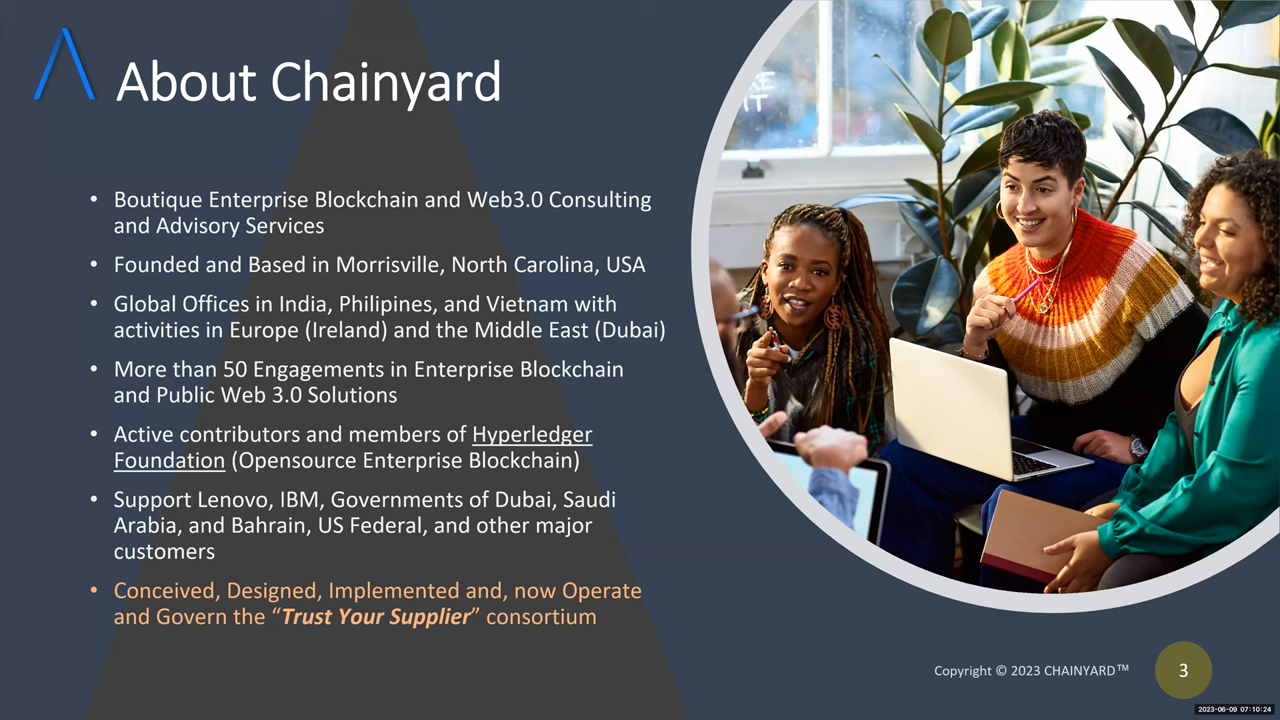 About Chainyard
• Boutique Enterprise Blockchain and Web3.0 Consulting
and Advisory Services
• Founded and Based in Morrisville, North Carolina, USA
• Global Offices in India, Philipines, and Vietnam with
activities in Europe (Ireland) and the Middle East (Dubai)
• More than 50 Engagements in Enterprise Blockchain
and Public Web 3.0 Solutions
• Active contributors and members of Hyperledger
Foundation (Opensource Enterprise Blockchain)
• Support Lenovo, IBM, Governments of Dubai, Saudi
Arabia, and Bahrain, US Federal, and other major
customers
• Conceived, Designed, Implemented and, now Operate
and Govern the “Trust Your Supplier” consortium
Copyright © 2023 CHAINYARD™
3
2023-06-09 07:10:24